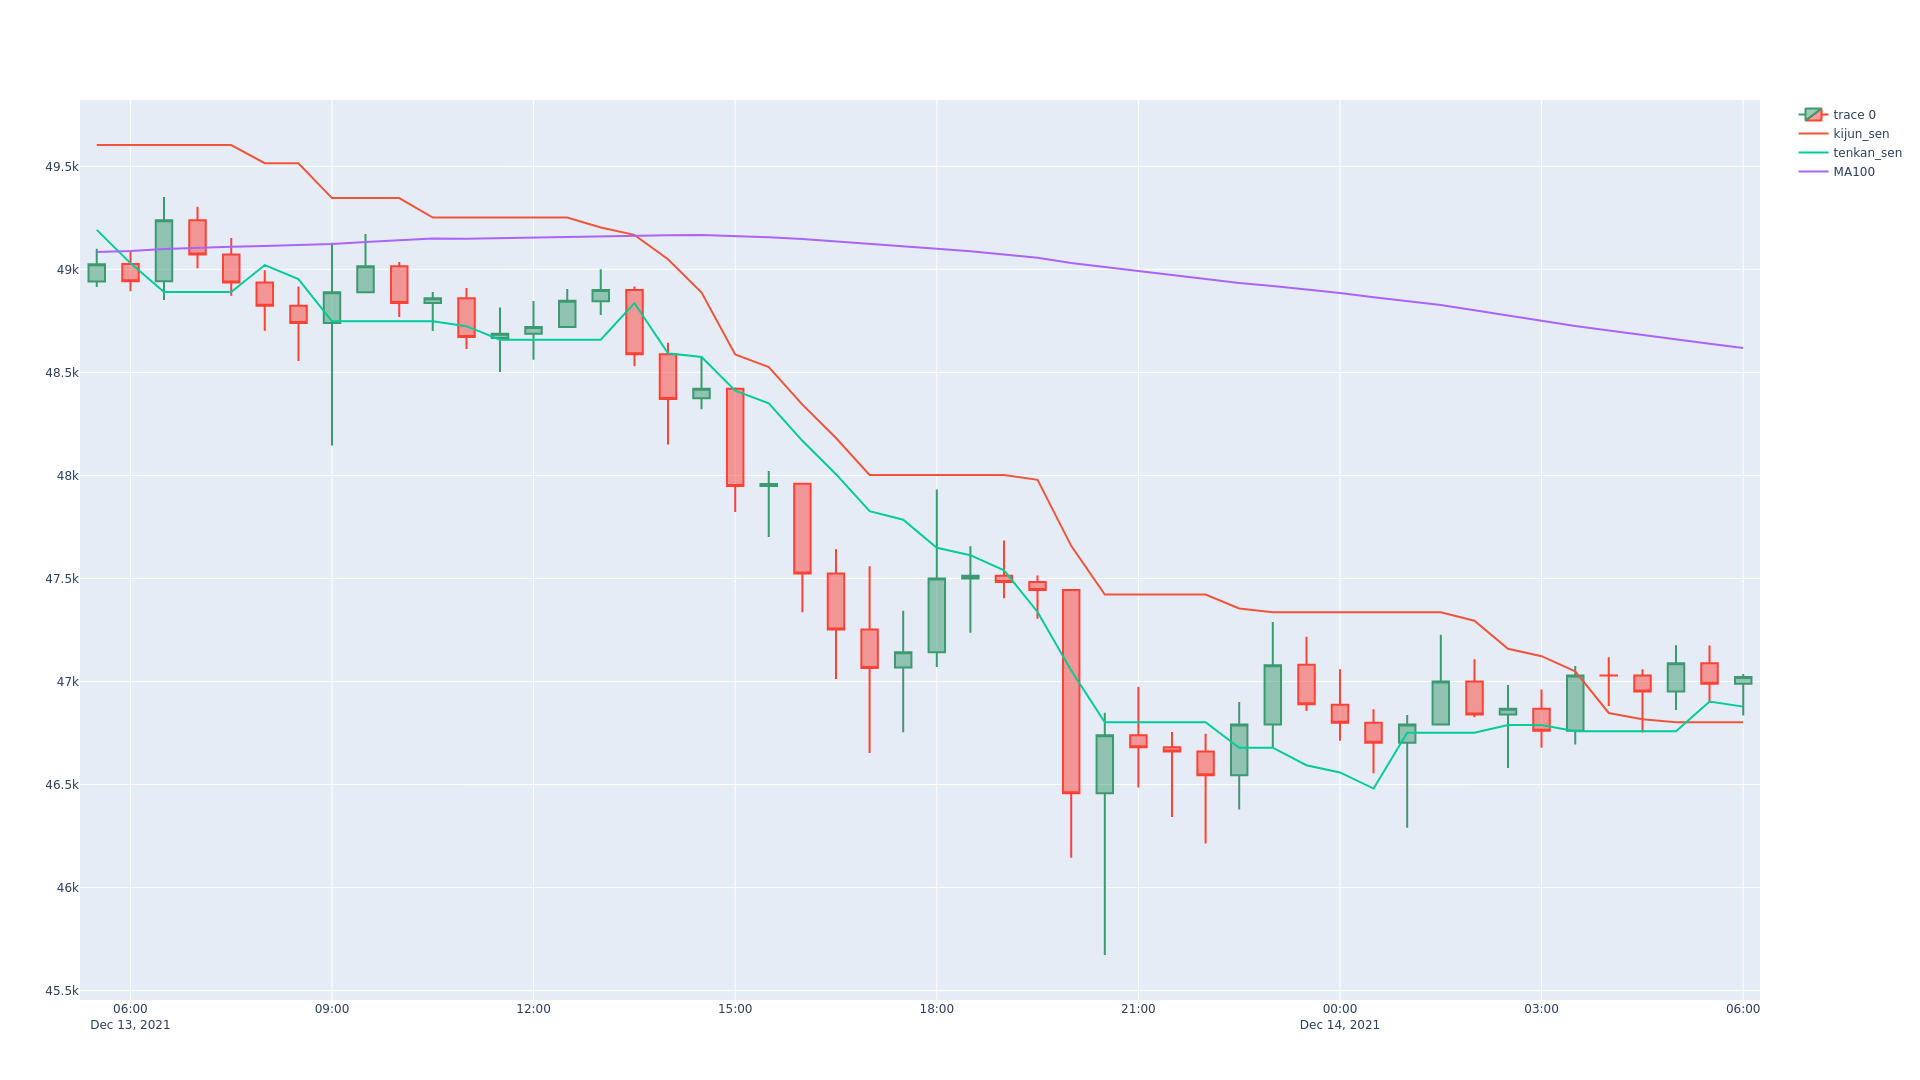 trace 0
kijun_sen
tenkan_sen
MA100
49.5k
49k
48.5k
48k
47.5k
47k
46.5k
46k
45.5k
06:00 09:00 12:00 15:00 18:00 21:00 00:00 03:00 06:00
Dec 13, 2021 Dec 14, 2021